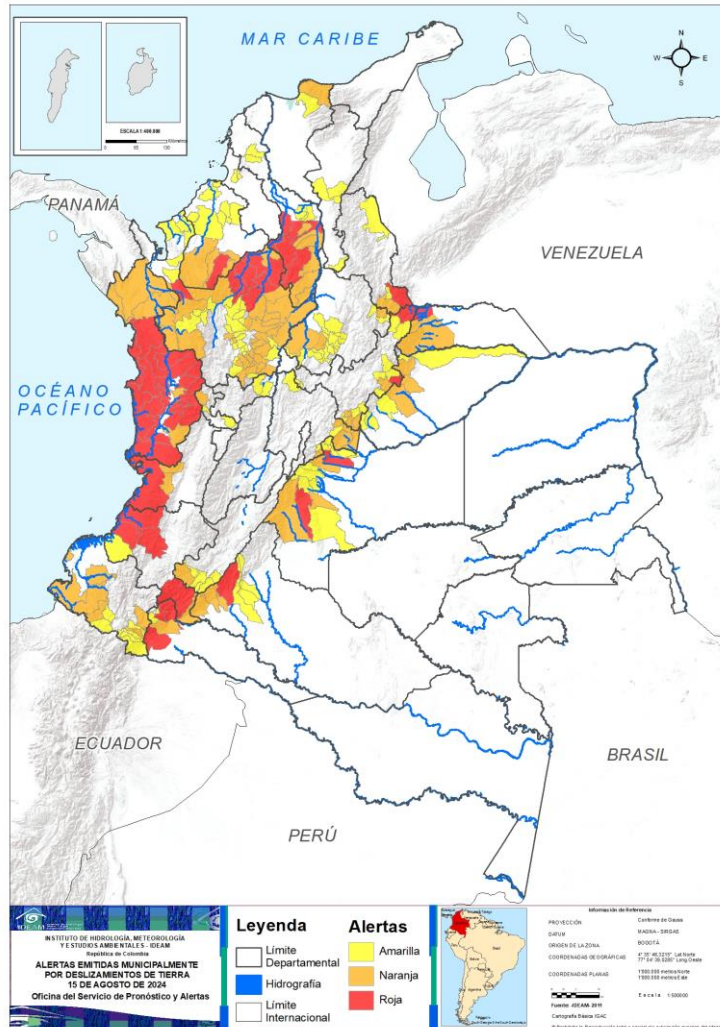 MAR CARIBE
N
W
E
S
ESCALA 1:400,000
PANAMÁ
VENEZUELA
OCÉANO
PACÍFICO
ECUADOR
BRASIL
PERÚ
IDEAM
INSTITUTO DE HIDROLOGÍA, METEOROLOGÍA
Y ESTUDIOS AMBIENTALES - IDEAM
República de Colombia
ALERTAS EMITIDAS MUNICIPALMENTE
POR DESLIZAMIENTOS DE TIERRA
15 DE AGOSTO DE 2024
Oficina del Servicio de Pronóstico y Alertas
Leyenda
Límite
Departamental
Hidrografía
Límite
Internacional
Alertas
Amarilla
Naranja
Roja
Información de Referencia
PROYECCIÓN Conforme de Gauss
DATUM MAGNA - SIRGAS
ORIGEN DE LA ZONA BOGOTÁ
COORDENADAS GEOGRÁFICAS
COORDENADAS PLANAS
Escala
Fuente: IDEAM.
Cartografía Básica IGAC